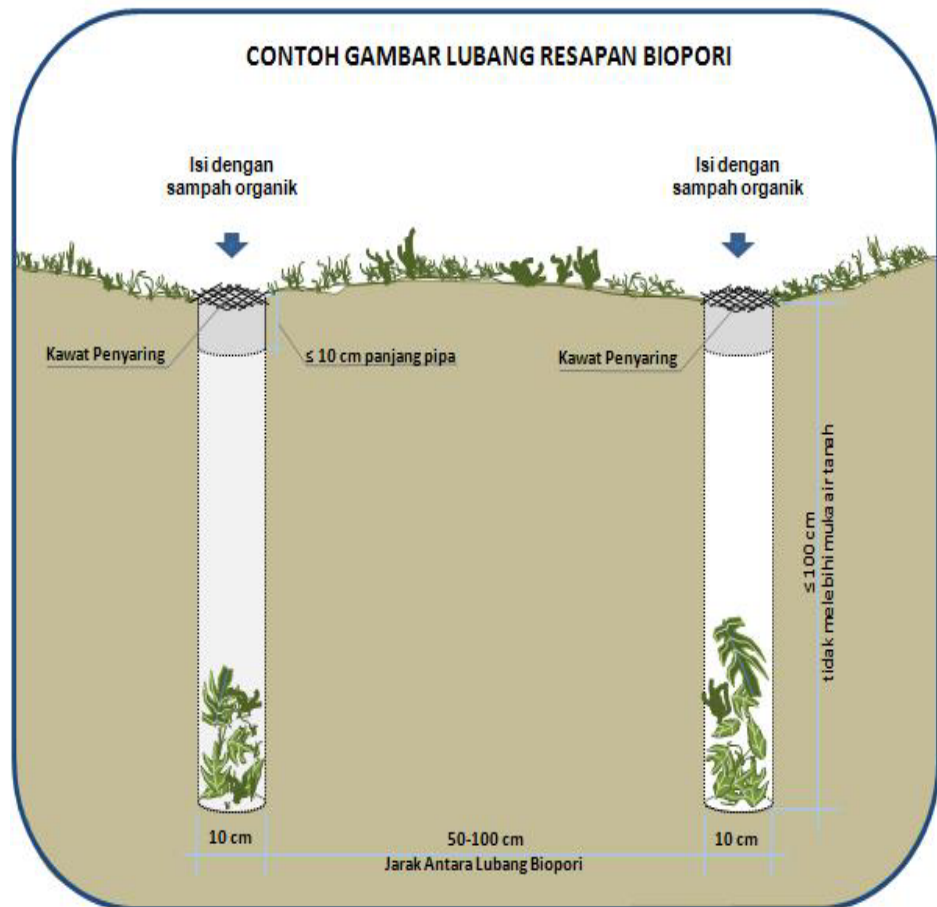 CONTOH GAMBAR LUBANG RESAPAN BIOPORI
Isi dengan
sampah organik
Isi dengan
sampah organik
Kawat Penyaring
≤ 10 cm panjang pipa
Kawat Penyaring
≤ 100 cm
tidak melebihi muka air tanah
10 cm
50-100 cm
10 cm
Jarak Antara Lubang Biopori